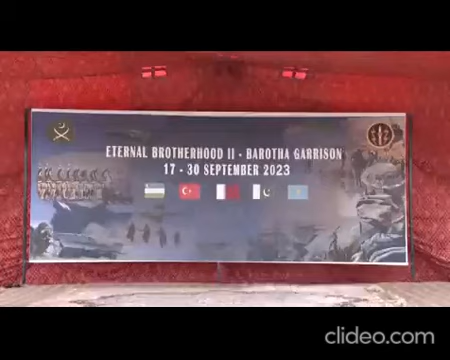 ETERNAL BROTHERHOOD II - BAROTHA GARRISON
17 - 30 SEPTEMBER 2023
clideo.com